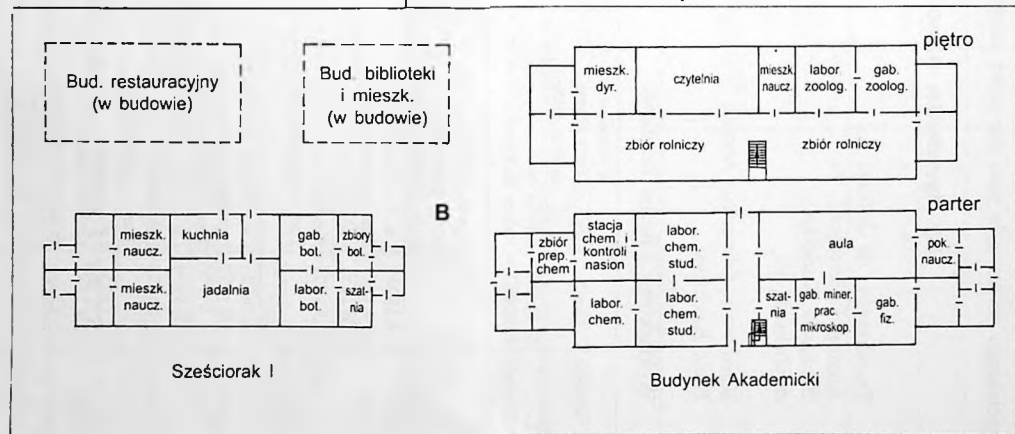 Bud. restauracyjny
(w budowie)
Bud. biblioteki
i mieszk.
(w budowie)
piętro
mieszk.
dyr.
czytelnia
mieszk.
naucz.
labor.
zoolog.
gab.
zoolog.
zbiór rolniczy
zbiór rolniczy
B
parter
mieszk.
naucz.
kuchnia
gab.
bot.
zbiory
bot.
mieszk.
naucz.
jadalnia
labor.
bot.
szat-
nia
Sześciorak I
zbiór
prep.
chem
stacja
chem. i
kontroli
nasion
labor.
chem.
stud.
aula
pok.
naucz.
labor.
chem.
labor.
chem.
stud.
szat-
nia
gab. miner.
prac.
mikroskop.
gab.
fiz.
Budynek Akademicki